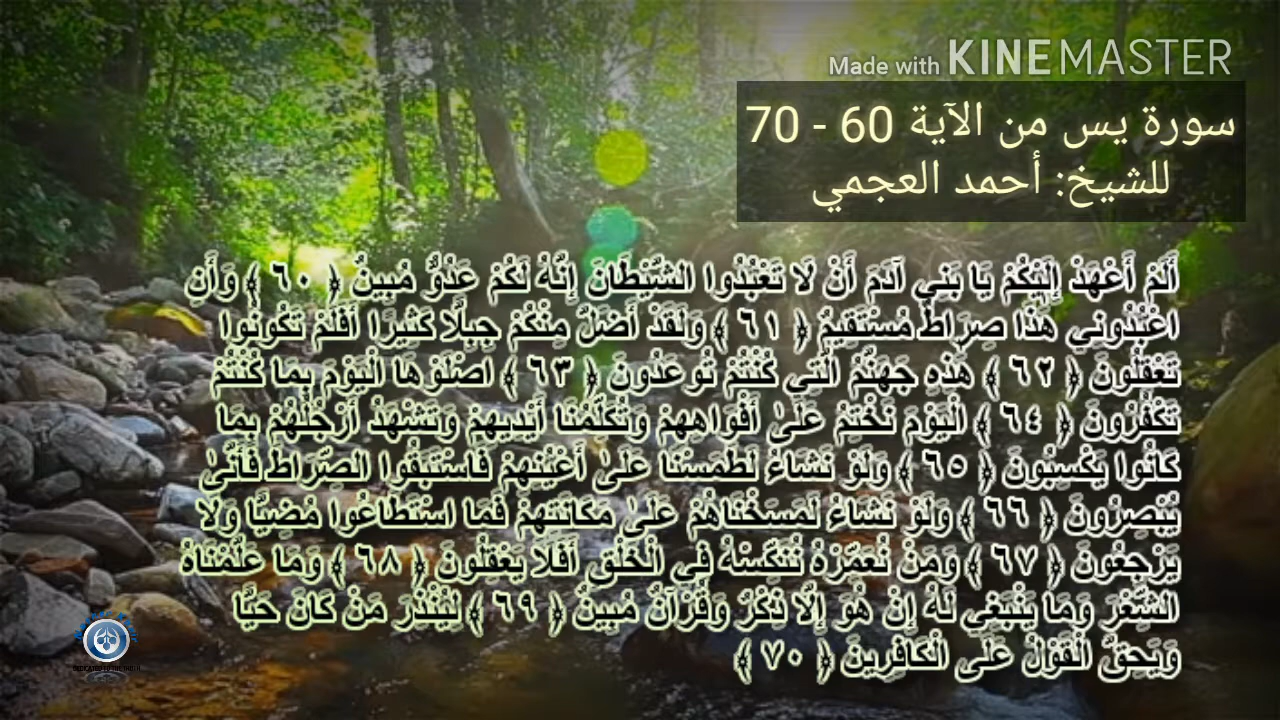 Made with KINEMASTER
سورة يس من الآية 60 - 70
للشيخ: أحمد العجمي
أَلَمْ أَعْهَدْ إِلَيْكُمْ يَا بَنِي آدَمَ أَنْ لَا تَعْبُدُوا الشَّيْطَانَ إِنَّهُ لَكُمْ عَدُوٌّ مُبِينٌ ﴿ ٦٠ ﴾ وَأَنِ
اعْبُدُونِي هَٰذَا صِرَاطٌ مُسْتَقِيمٌ ﴿ ٦١ ﴾ وَلَقَدْ أَضَلَّ مِنْكُمْ جِبِلًّا كَثِيرًا أَفَلَمْ تَكُونُوا
تَعْقِلُونَ ﴿ ٦٢ ﴾ هَٰذِهِ جَهَنَّمُ الَّتِي كُنْتُمْ تُوعَدُونَ ﴿ ٦٣ ﴾ اصْلَوْهَا الْيَوْمَ بِمَا كُنْتُمْ
تَكْفُرُونَ ﴿ ٦٤ ﴾ الْيَوْمَ نَخْتِمُ عَلَىٰ أَفْوَاهِهِمْ وَتُكَلِّمُنَا أَيْدِيهِمْ وَتَشْهَدُ أَرْجُلُهُمْ بِمَا
كَانُوا يَكْسِبُونَ ﴿ ٦٥ ﴾ وَلَوْ نَشَاءُ لَطَمَسْنَا عَلَىٰ أَعْيُنِهِمْ فَاسْتَبَقُوا الصِّرَاطَ فَأَنَّىٰ
يُبْصِرُونَ ﴿ ٦٦ ﴾ وَلَوْ نَشَاءُ لَمَسَخْنَاهُمْ عَلَىٰ مَكَانَتِهِمْ فَمَا اسْتَطَاعُوا مُضِيًّا وَلَا
يَرْجِعُونَ ﴿ ٦٧ ﴾ وَمَنْ نُعَمِّرْهُ نُنَكِّسْهُ فِي الْخَلْقِ أَفَلَا يَعْقِلُونَ ﴿ ٦٨ ﴾ وَمَا عَلَّمْنَاهُ
الشِّعْرَ وَمَا يَنْبَغِي لَهُ إِنْ هُوَ إِلَّا ذِكْرٌ وَقُرْآنٌ مُبِينٌ ﴿ ٦٩ ﴾ لِيُنْذِرَ مَنْ كَانَ حَيًّا
وَيَحِقَّ الْقَوْلُ عَلَى الْكَافِرِينَ ﴿ ٧٠ ﴾